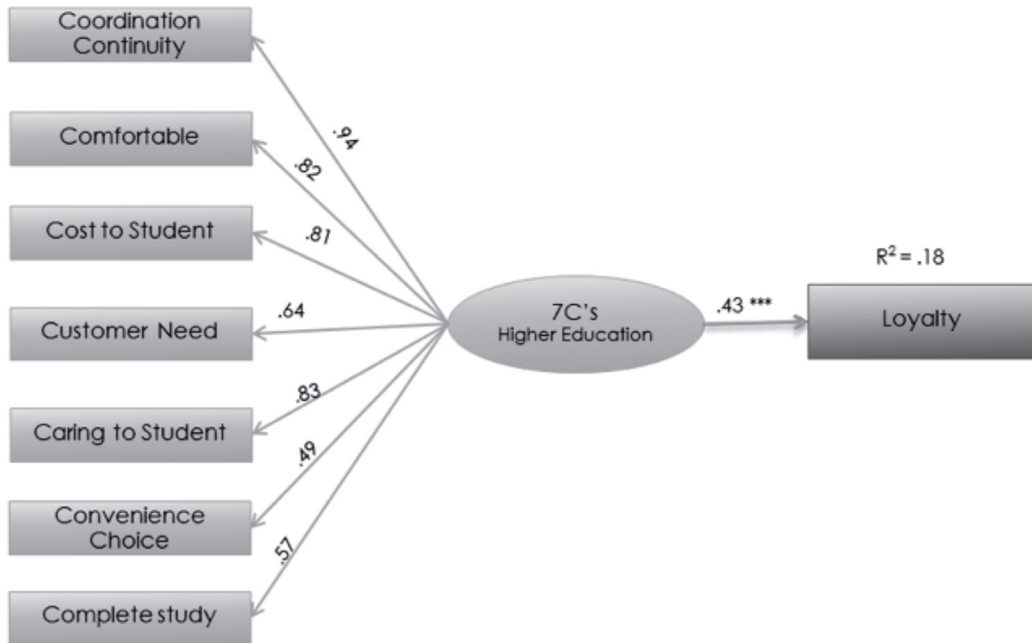 Coordination
Continuity
.94
Comfortable
.82
Cost to Student
.81
R² = .18
Customer Need
.64
7C's
Higher Education
.43 ***
Loyalty
Caring to Student
.83
Convenience
Choice
.49
Complete study
.57